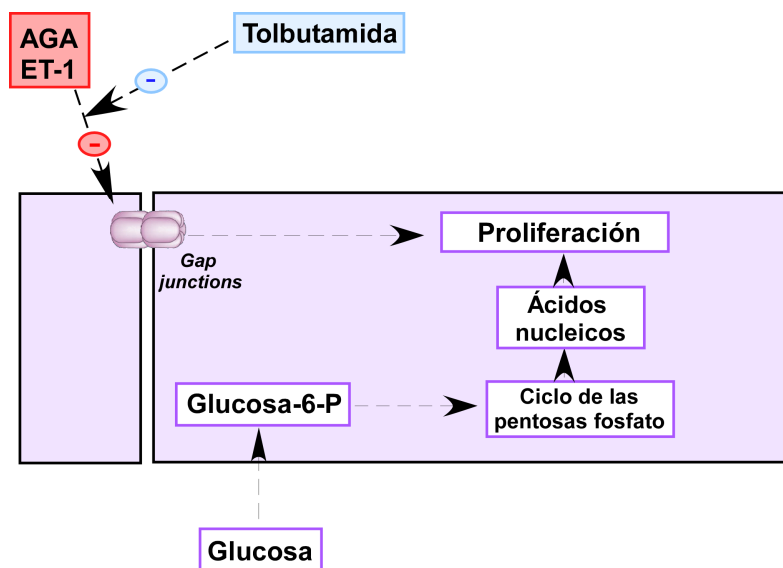 AGA
ET-1
Tolbutamida
-
-
Gap
junctions
Proliferación
Ácidos
nucleicos
Glucosa-6-P
Ciclo de las
pentosas fosfato
Glucosa